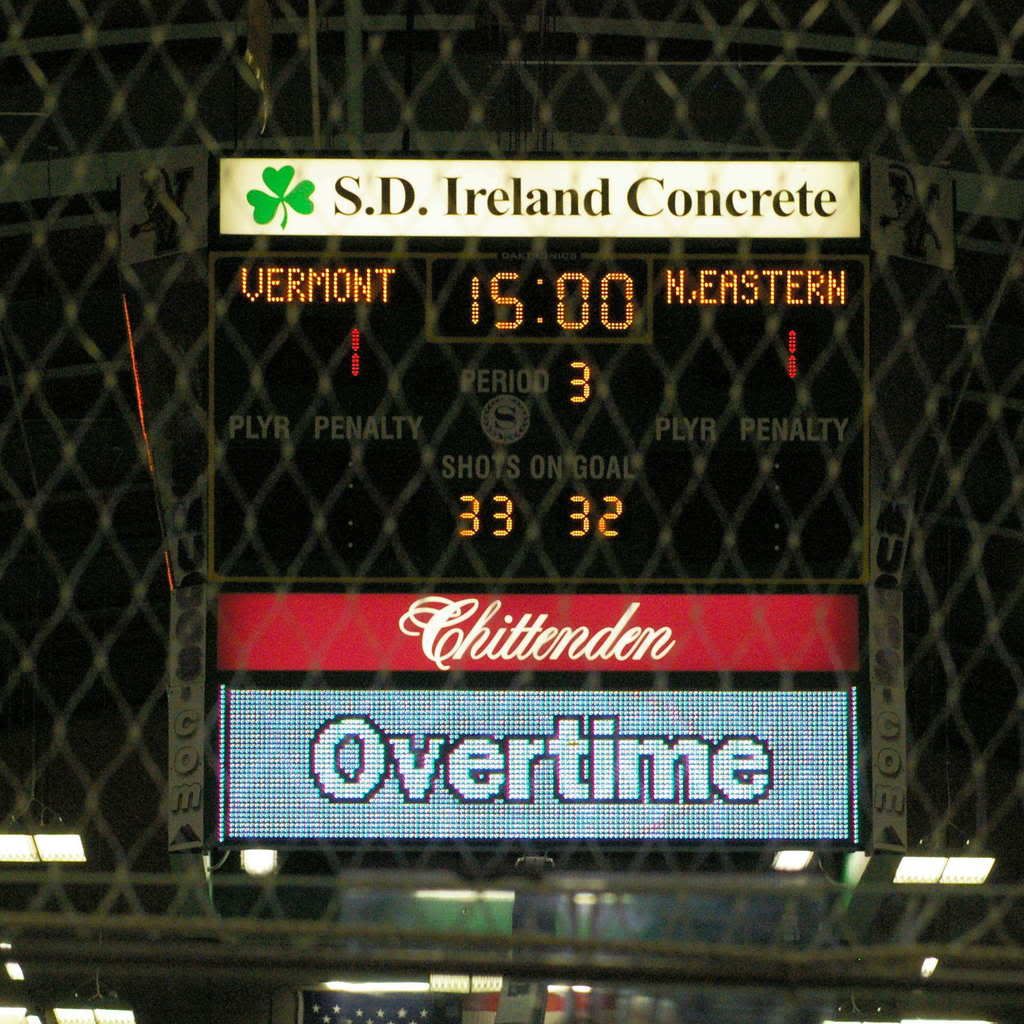 S.D. Ireland Concrete
DAKTRONICS
VERMONT 15:00 N.EASTERN
1 1
PERIOD 3
PLYR PENALTY PLYR PENALTY
SHOTS ON GOAL
33 32
Chittenden
Overtime